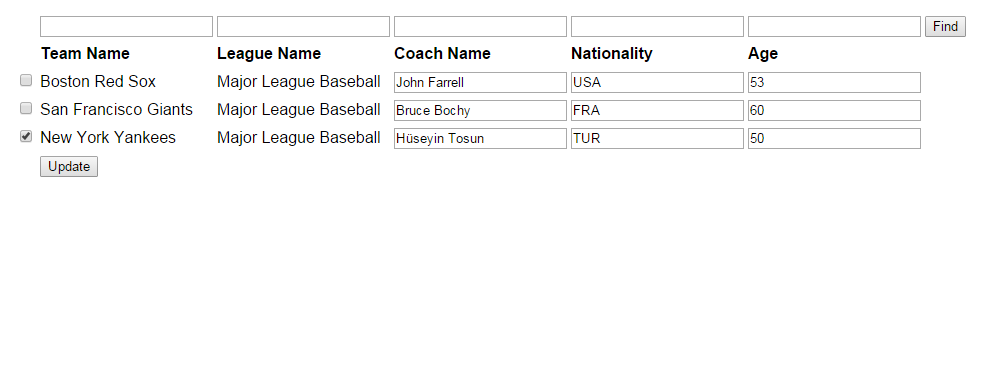 Find
Team Name League Name Coach Name Nationality Age
Boston Red Sox Major League Baseball John Farrell USA 53
San Francisco Giants Major League Baseball Bruce Bochy FRA 60
New York Yankees Major League Baseball Hüseyin Tosun TUR 50
Update